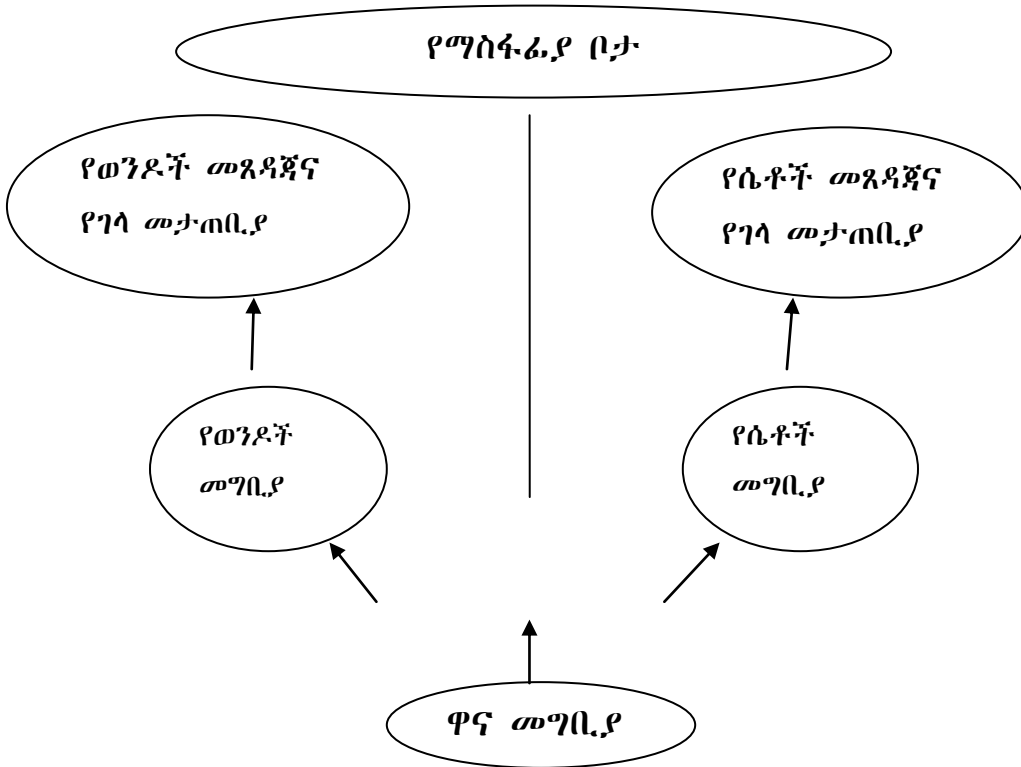 የማስፋፊያ ቦታ
የወንዶች መጸዳጃና
የገላ መታጠቢያ
የሴቶች መጸዳጃና
የገላ መታጠቢያ
የወንዶች
መግቢያ
የሴቶች
መግቢያ
ዋና መግቢያ